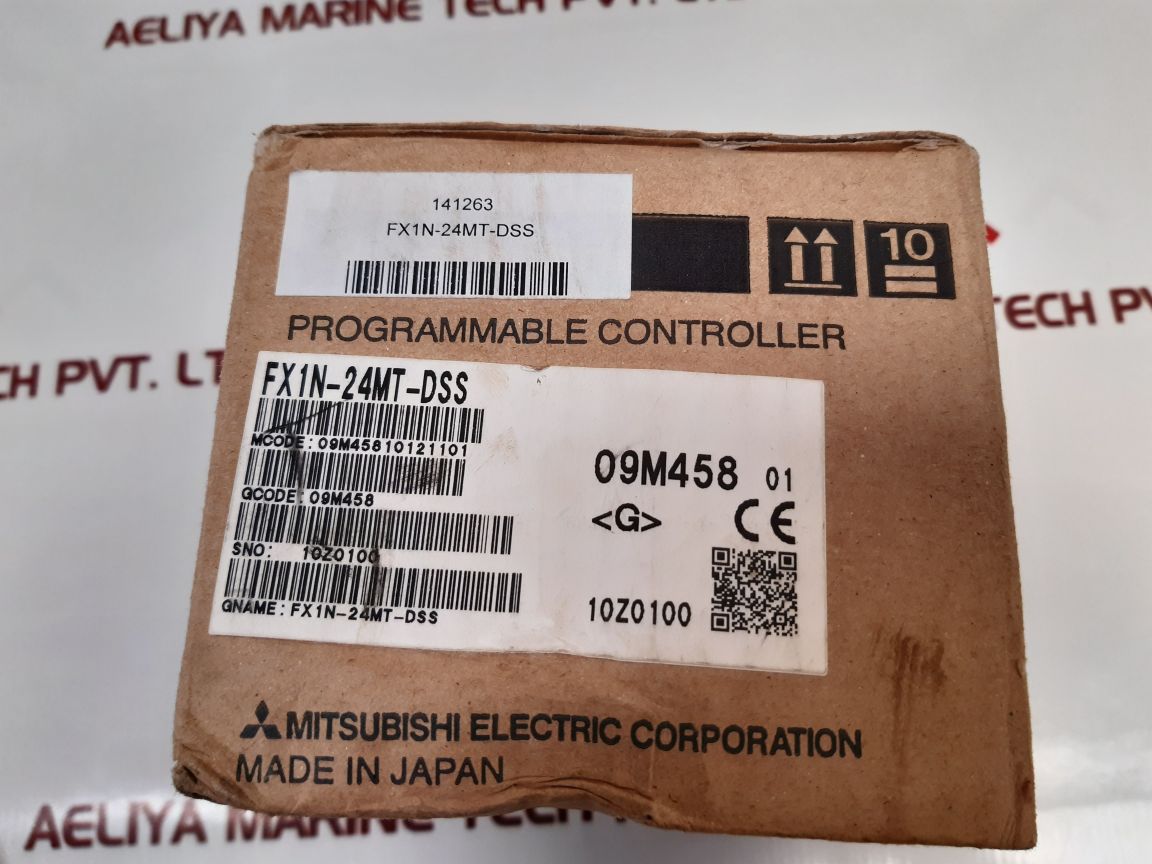 AELIYA MARINE TECH PVT. LT
141263
FX1N-24MT-DSS
10
PROGRAMMABLE CONTROLLER
TECH PV
CH PVT. LT
FX1N-24MT-DSS
MCODE:09M45810121101
GCODE:09M458
SNO: 10Z0100
GNAME:FX1N-24MT-DSS
09M458 01
<G> CE
10Z0100
MITSUBISHI ELECTRIC CORPORATION
MADE IN JAPAN
AELIYA MARINE TECH